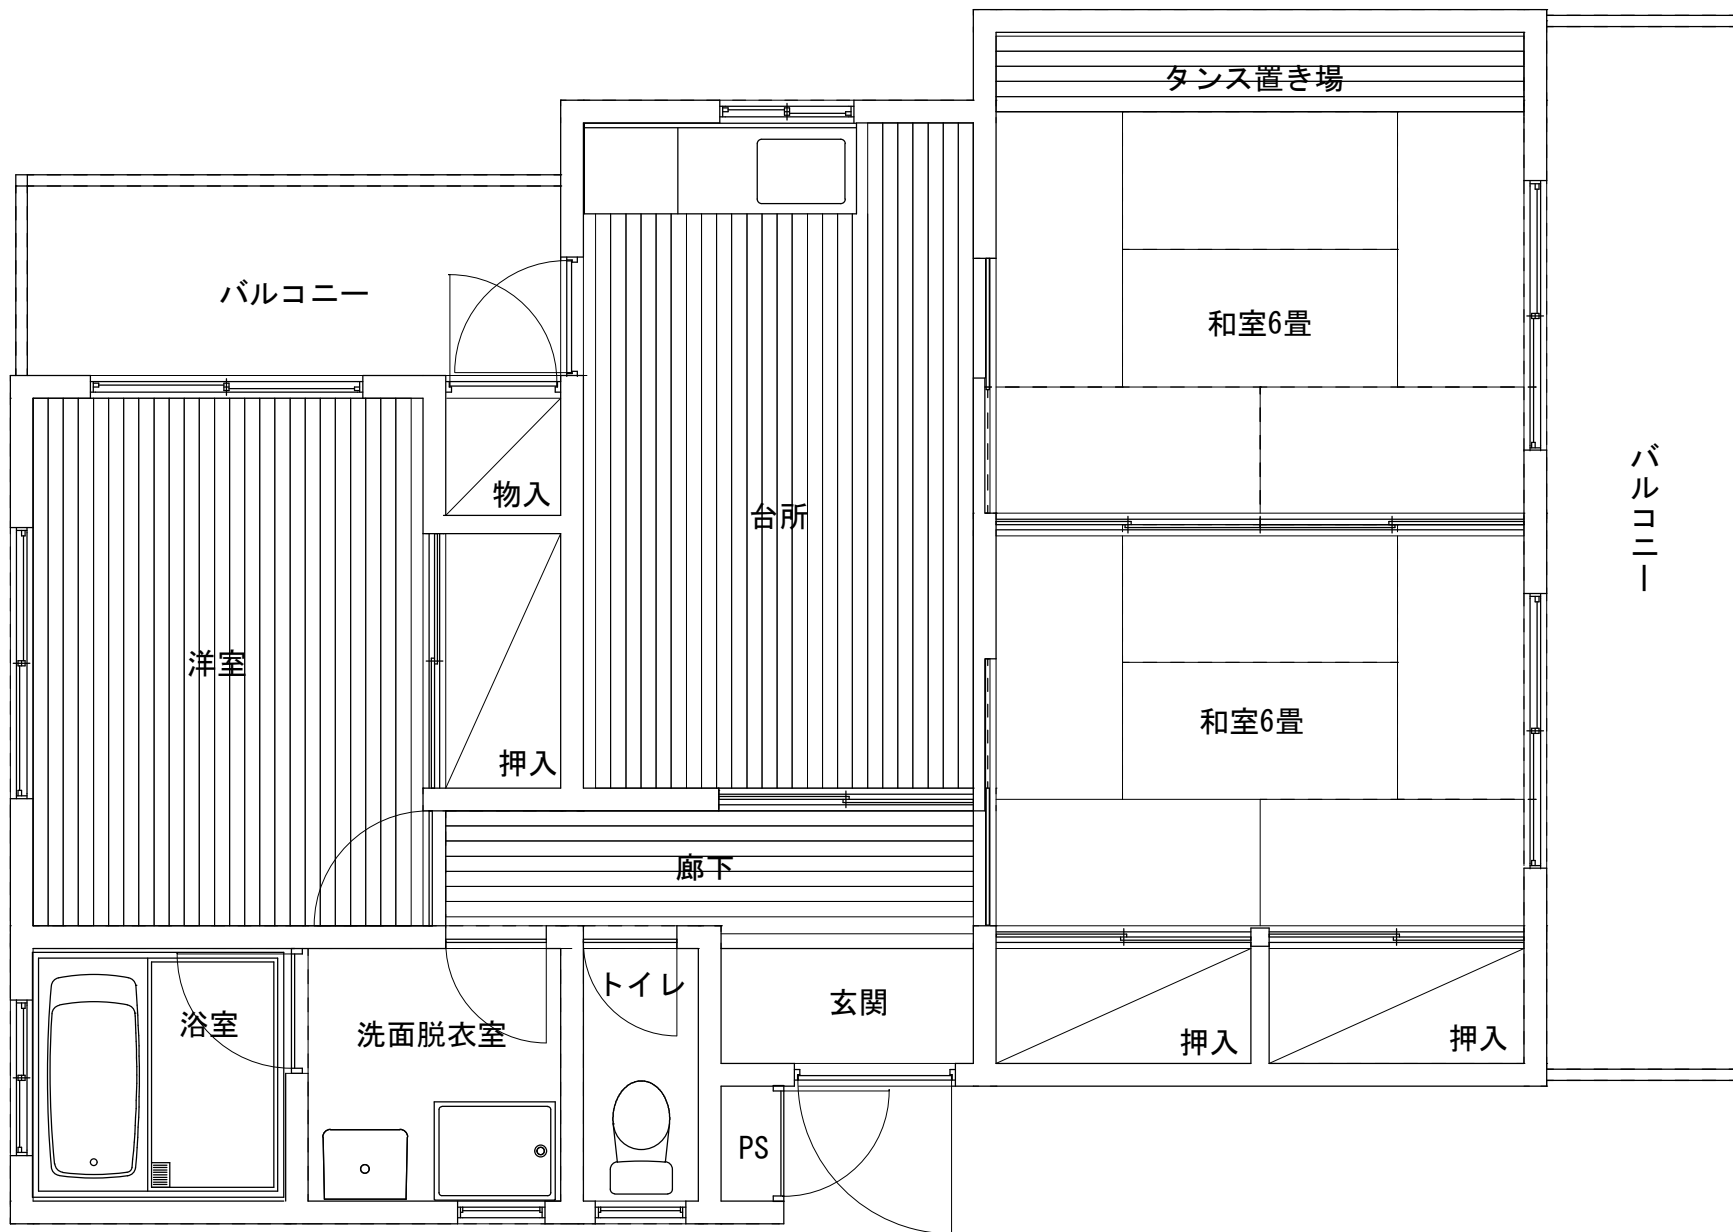 タンス置き場
バルコニー
和室6畳
物入
台所
バルコニー
洋室
和室6畳
押入
廊下
トイレ
玄関
浴室
洗面脱衣室
押入
押入
PS